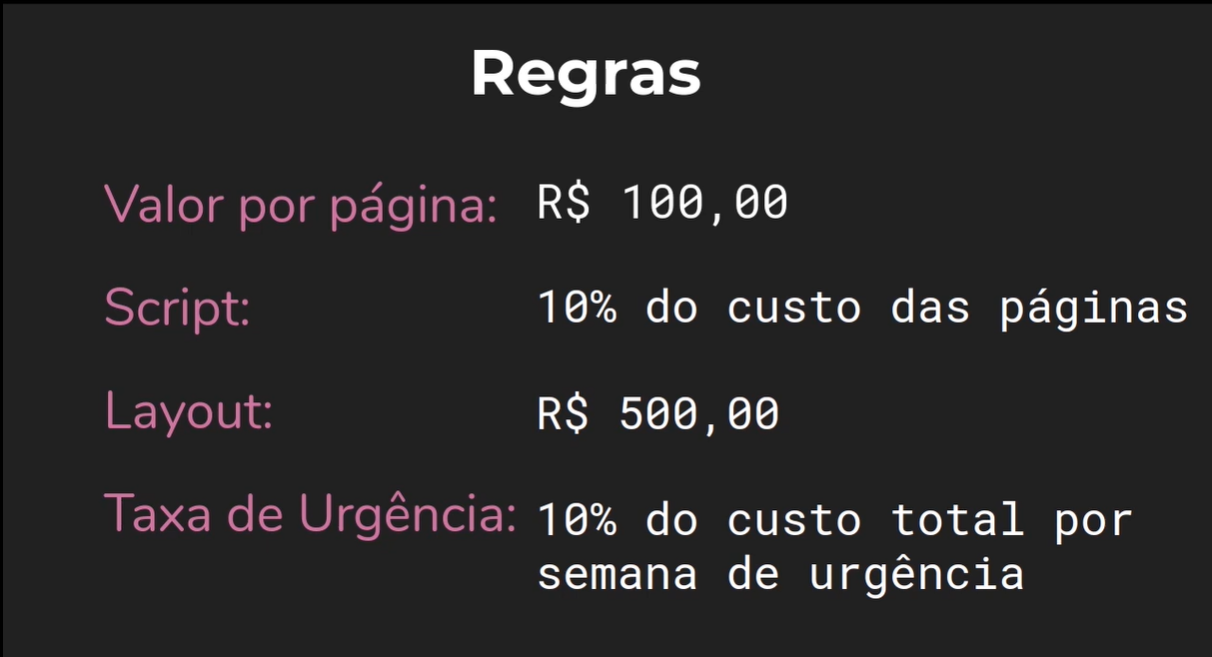 Regras
Valor por página: R$ 100,00
Script: 10% do custo das páginas
Layout: R$ 500,00
Taxa de Urgência: 10% do custo total por
semana de urgência